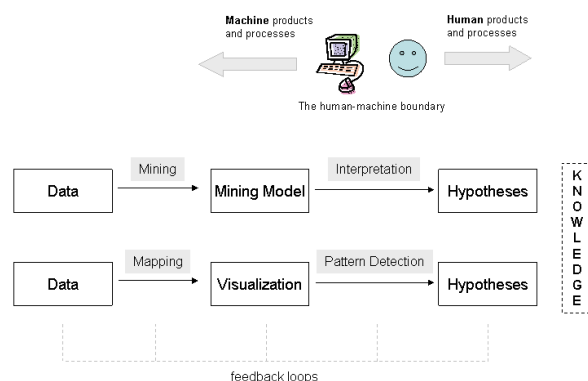 Machine products
and processes
Human products
and processes
The human-machine boundary
Mining
Interpretation
Data
Mining Model
Hypotheses
Mapping
Pattern Detection
Data
Visualization
Hypotheses
K
N
O
W
L
E
D
G
E
feedback loops